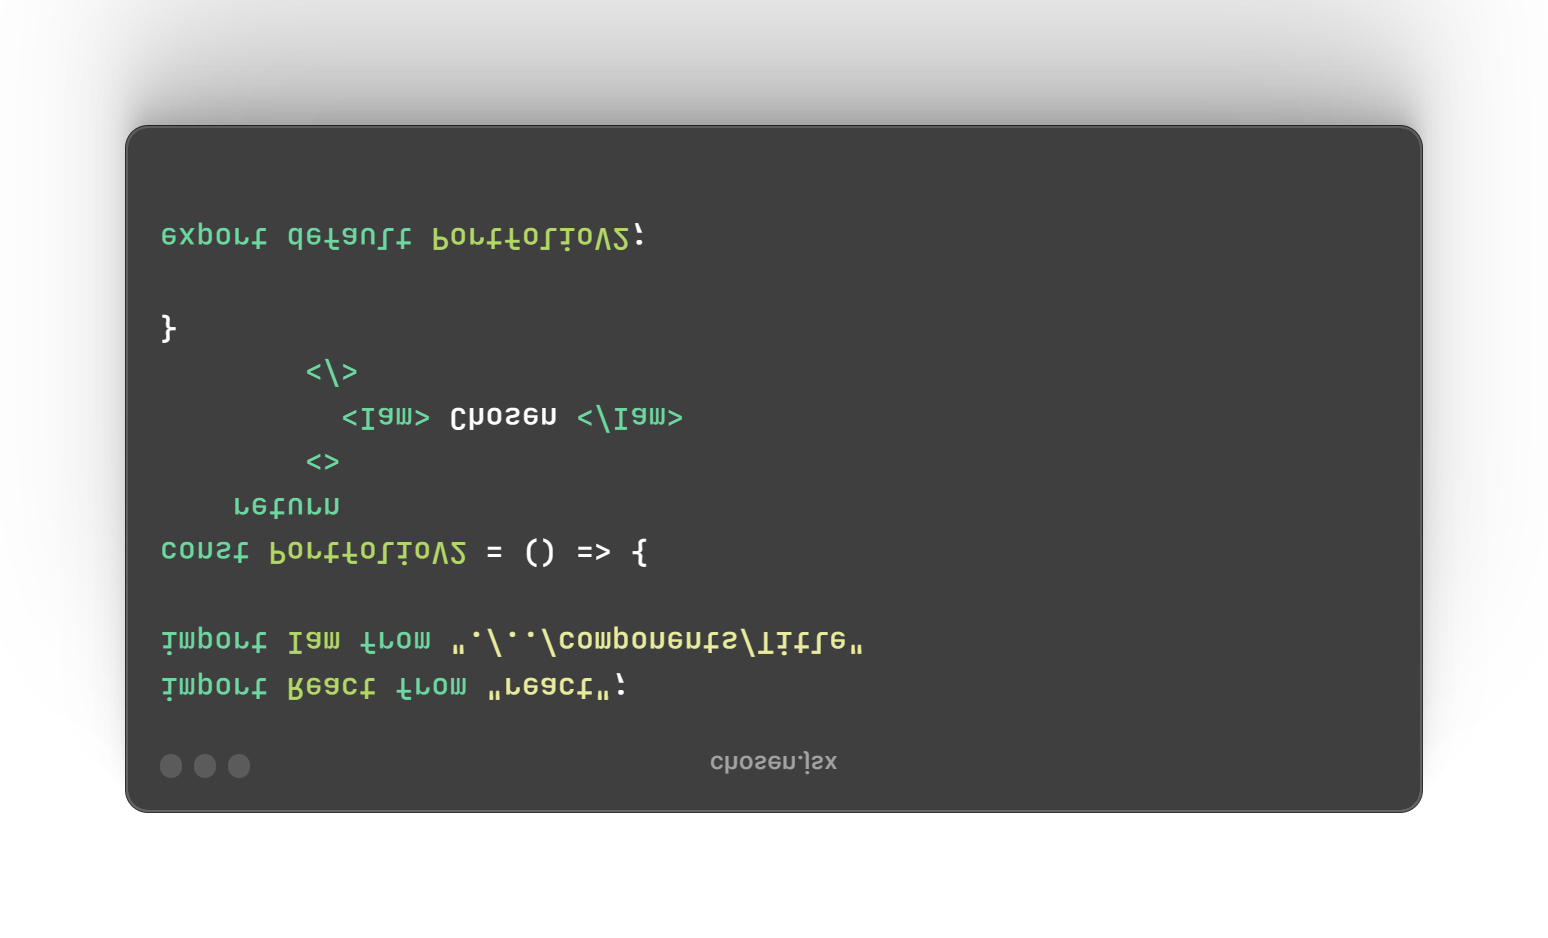 chosen.jsx
import React from "react";
import Iam from "./../components/Title"
const PortfolioV2 = () => {
    return
        <>
          <Iam> Chosen </Iam>
        </>
}
export default PortfolioV2;